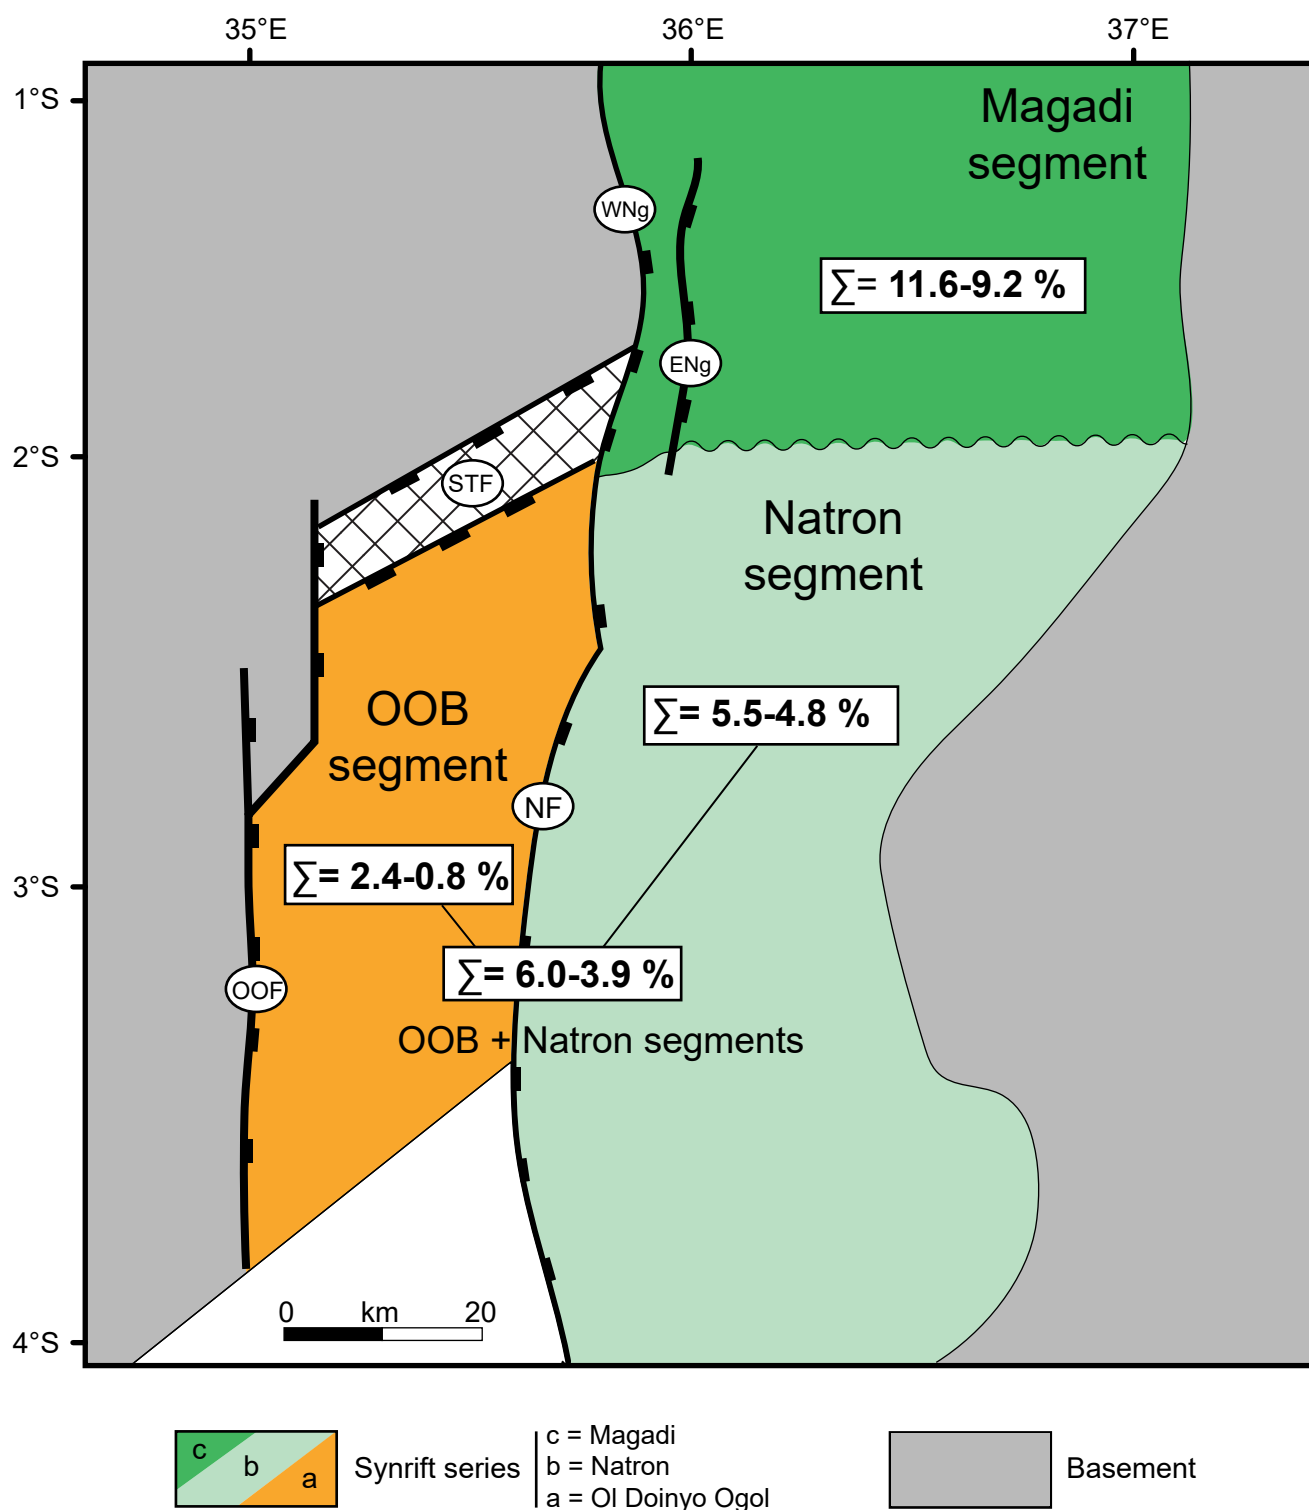 35°E
36°E
37°E
1°S
2°S
3°S
4°S
Magadi
segment
WNg
∑= 11.6-9.2 %
ENg
STF
Natron
segment
OOB
segment
∑= 5.5-4.8 %
NF
∑= 2.4-0.8 %
∑= 6.0-3.9 %
OOF
OOB + Natron segments
0 km 20
c
b
a
Synrift series
c = Magadi
b = Natron
a = Ol Doinyo Ogol
Basement